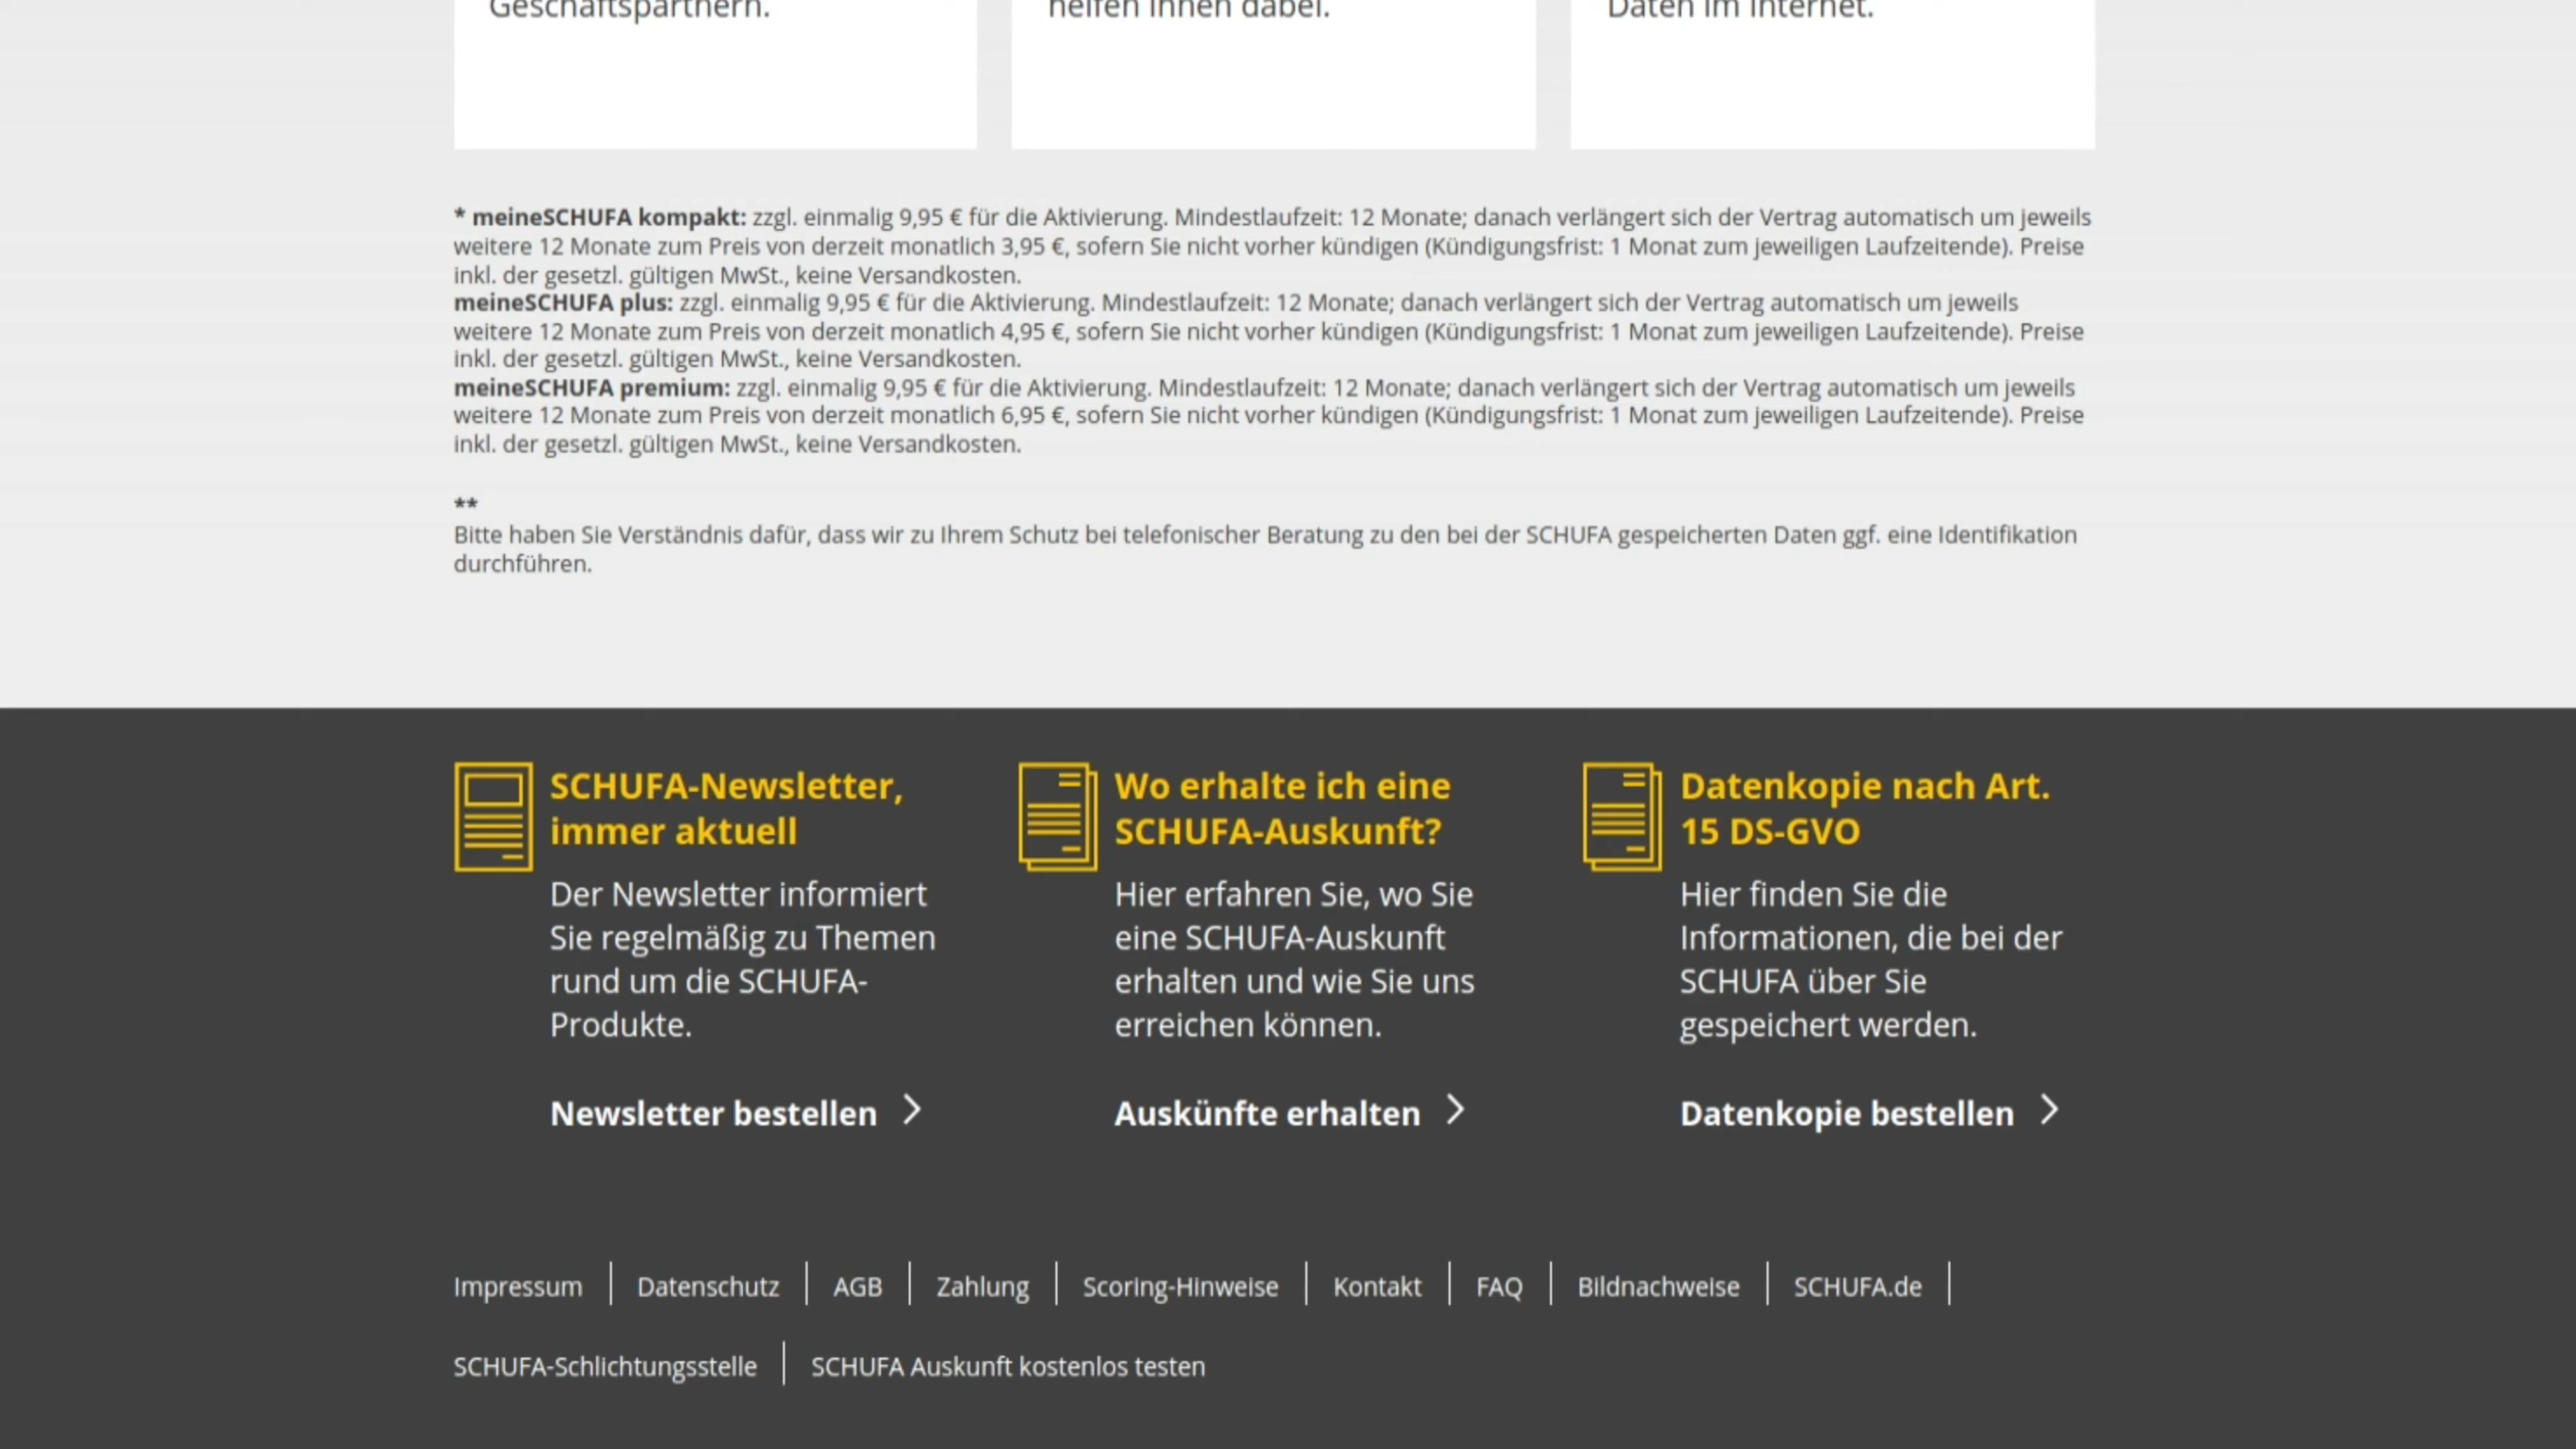 Geschäftspartnern.
helfen Ihnen dabei.
Daten im Internet.
* meineSCHUFA kompakt: zzgl. einmalig 9,95 € für die Aktivierung. Mindestlaufzeit: 12 Monate; danach verlängert sich der Vertrag automatisch um jeweils
weitere 12 Monate zum Preis von derzeit monatlich 3,95 €, sofern Sie nicht vorher kündigen (Kündigungsfrist: 1 Monat zum jeweiligen Laufzeitende). Preise
inkl. der gesetzl. gültigen MwSt., keine Versandkosten.
meineSCHUFA plus: zzgl. einmalig 9,95 € für die Aktivierung. Mindestlaufzeit: 12 Monate; danach verlängert sich der Vertrag automatisch um jeweils
weitere 12 Monate zum Preis von derzeit monatlich 4,95 €, sofern Sie nicht vorher kündigen (Kündigungsfrist: 1 Monat zum jeweiligen Laufzeitende). Preise
inkl. der gesetzl. gültigen MwSt., keine Versandkosten.
meineSCHUFA premium: zzgl. einmalig 9,95 € für die Aktivierung. Mindestlaufzeit: 12 Monate; danach verlängert sich der Vertrag automatisch um jeweils
weitere 12 Monate zum Preis von derzeit monatlich 6,95 €, sofern Sie nicht vorher kündigen (Kündigungsfrist: 1 Monat zum jeweiligen Laufzeitende). Preise
inkl. der gesetzl. gültigen MwSt., keine Versandkosten.
**
Bitte haben Sie Verständnis dafür, dass wir zu Ihrem Schutz bei telefonischer Beratung zu den bei der SCHUFA gespeicherten Daten ggf. eine Identifikation
durchführen.
SCHUFA-Newsletter,
immer aktuell
Der Newsletter informiert
Sie regelmäßig zu Themen
rund um die SCHUFA-
Produkte.
Newsletter bestellen
Wo erhalte ich eine
SCHUFA-Auskunft?
Hier erfahren Sie, wo Sie
eine SCHUFA-Auskunft
erhalten und wie Sie uns
erreichen können.
Auskünfte erhalten
Datenkopie nach Art.
15 DS-GVO
Hier finden Sie die
Informationen, die bei der
SCHUFA über Sie
gespeichert werden.
Datenkopie bestellen
Impressum | Datenschutz | AGB | Zahlung | Scoring-Hinweise | Kontakt | FAQ | Bildnachweise | SCHUFA.de |
SCHUFA-Schlichtungsstelle | SCHUFA Auskunft kostenlos testen